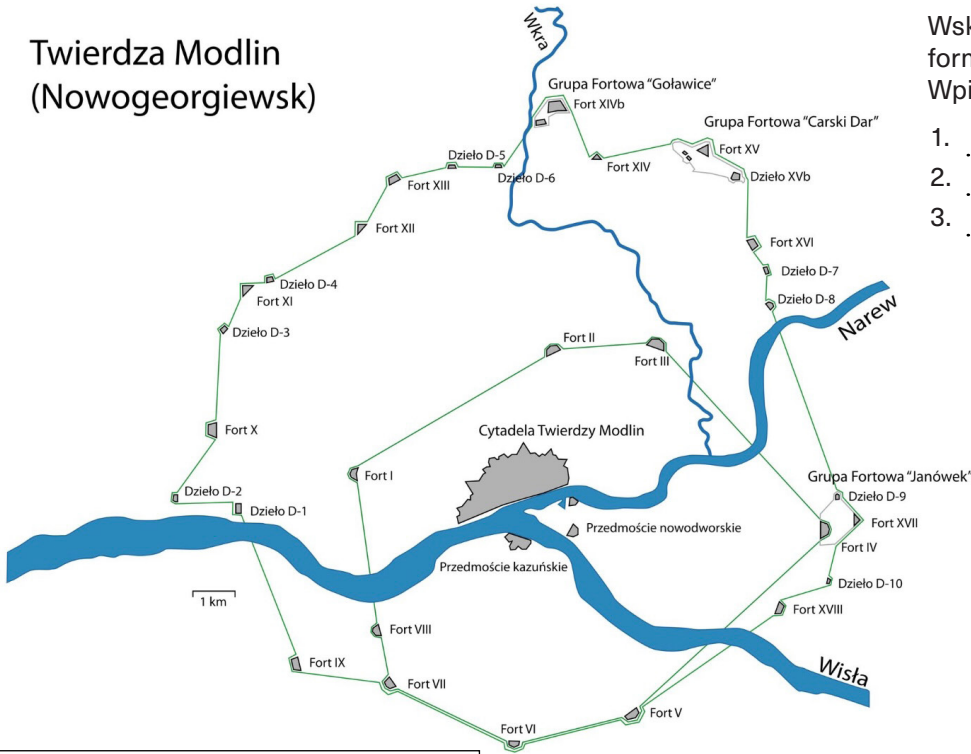 Twierdza Modlin
(Nowogeorgiewsk)
Wkra
Grupa Fortowa "Goławice"
Fort XIVb
Grupa Fortowa "Carski Dar"
Fort XV
Dzieło XVb
Fort XIV
Dzieło D-5
Dzieło D-6
Fort XIII
Fort XII
Fort XVI
Dzieło D-7
Dzieło D-8
Narew
Dzieło D-4
Fort XI
Dzieło D-3
Fort II
Fort III
Fort X
Cytadela Twierdzy Modlin
Fort I
Grupa Fortowa "Janówek"
Dzieło D-9
Fort XVII
Fort IV
Dzieło D-2
Dzieło D-1
Przedmoście nowodworskie
Przedmoście kazuńskie
Dzieło D-10
Fort XVIII
1 km
Fort VIII
Fort IX
Fort VII
Wisła
Fort V
Fort VI
1.
2.
3.